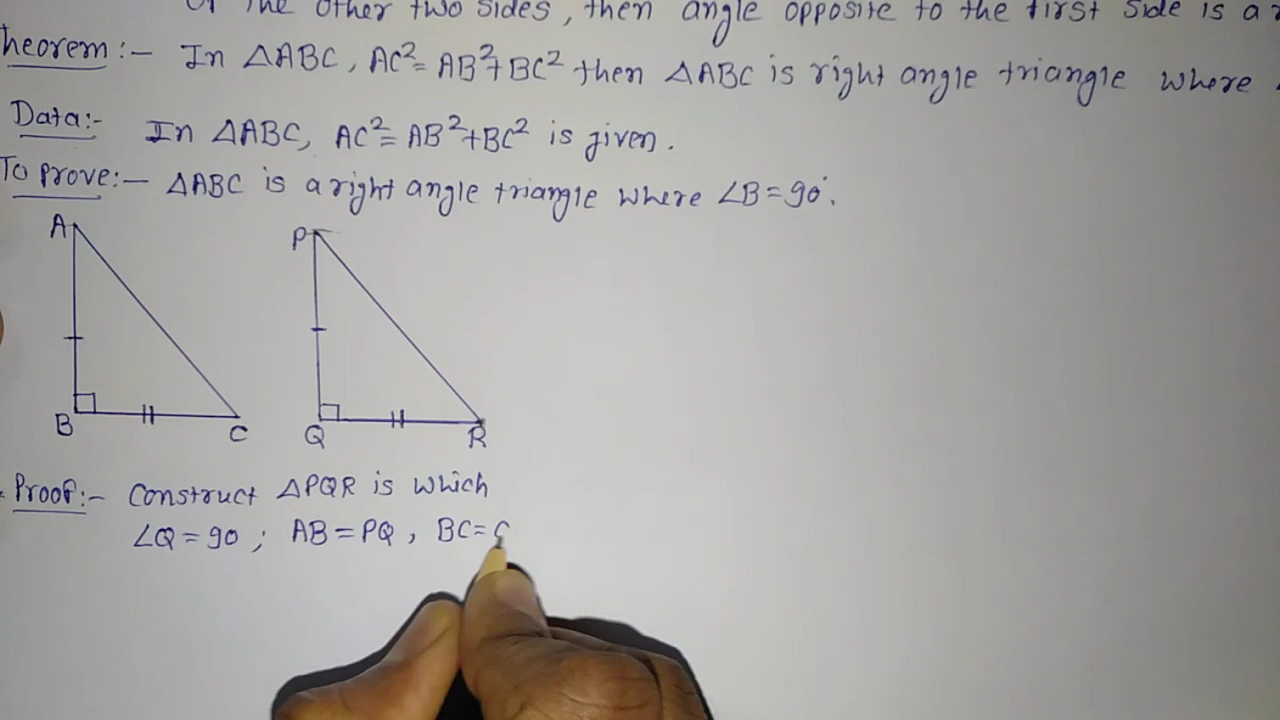 Of the other two sides, then angle opposite to the first side is a
heorem:- In △ABC, AC²=AB²+BC² then △ABC is right angle triangle where
Data:- In △ABC, AC²=AB²+BC² is given.
To prove:- △ABC is a right angle triangle where ∠B=90°.
A P
B C Q R
Proof:- Construct △PQR is which
∠Q=90; AB=PQ, BC=